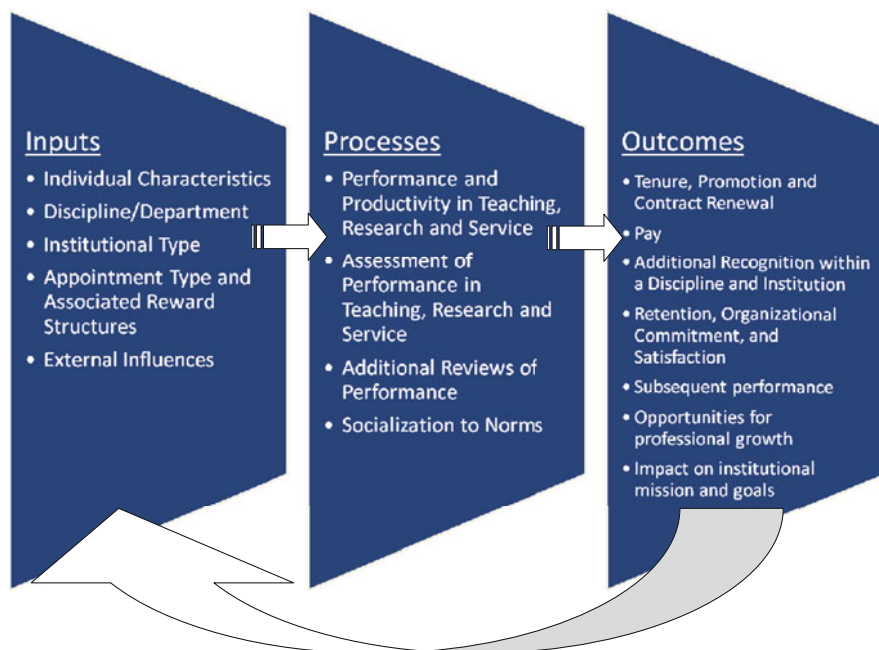 Inputs
• Individual Characteristics
• Discipline/Department
• Institutional Type
• Appointment Type and
Associated Reward
Structures
• External Influences
Processes
• Performance and
Productivity in Teaching,
Research and Service
• Assessment of
Performance in
Teaching, Research and
Service
• Additional Reviews of
Performance
• Socialization to Norms
Outcomes
• Tenure, Promotion and
Contract Renewal
• Pay
• Additional Recognition within
a Discipline and Institution
• Retention, Organizational
Commitment, and
Satisfaction
• Subsequent performance
• Opportunities for
professional growth
• Impact on institutional
mission and goals